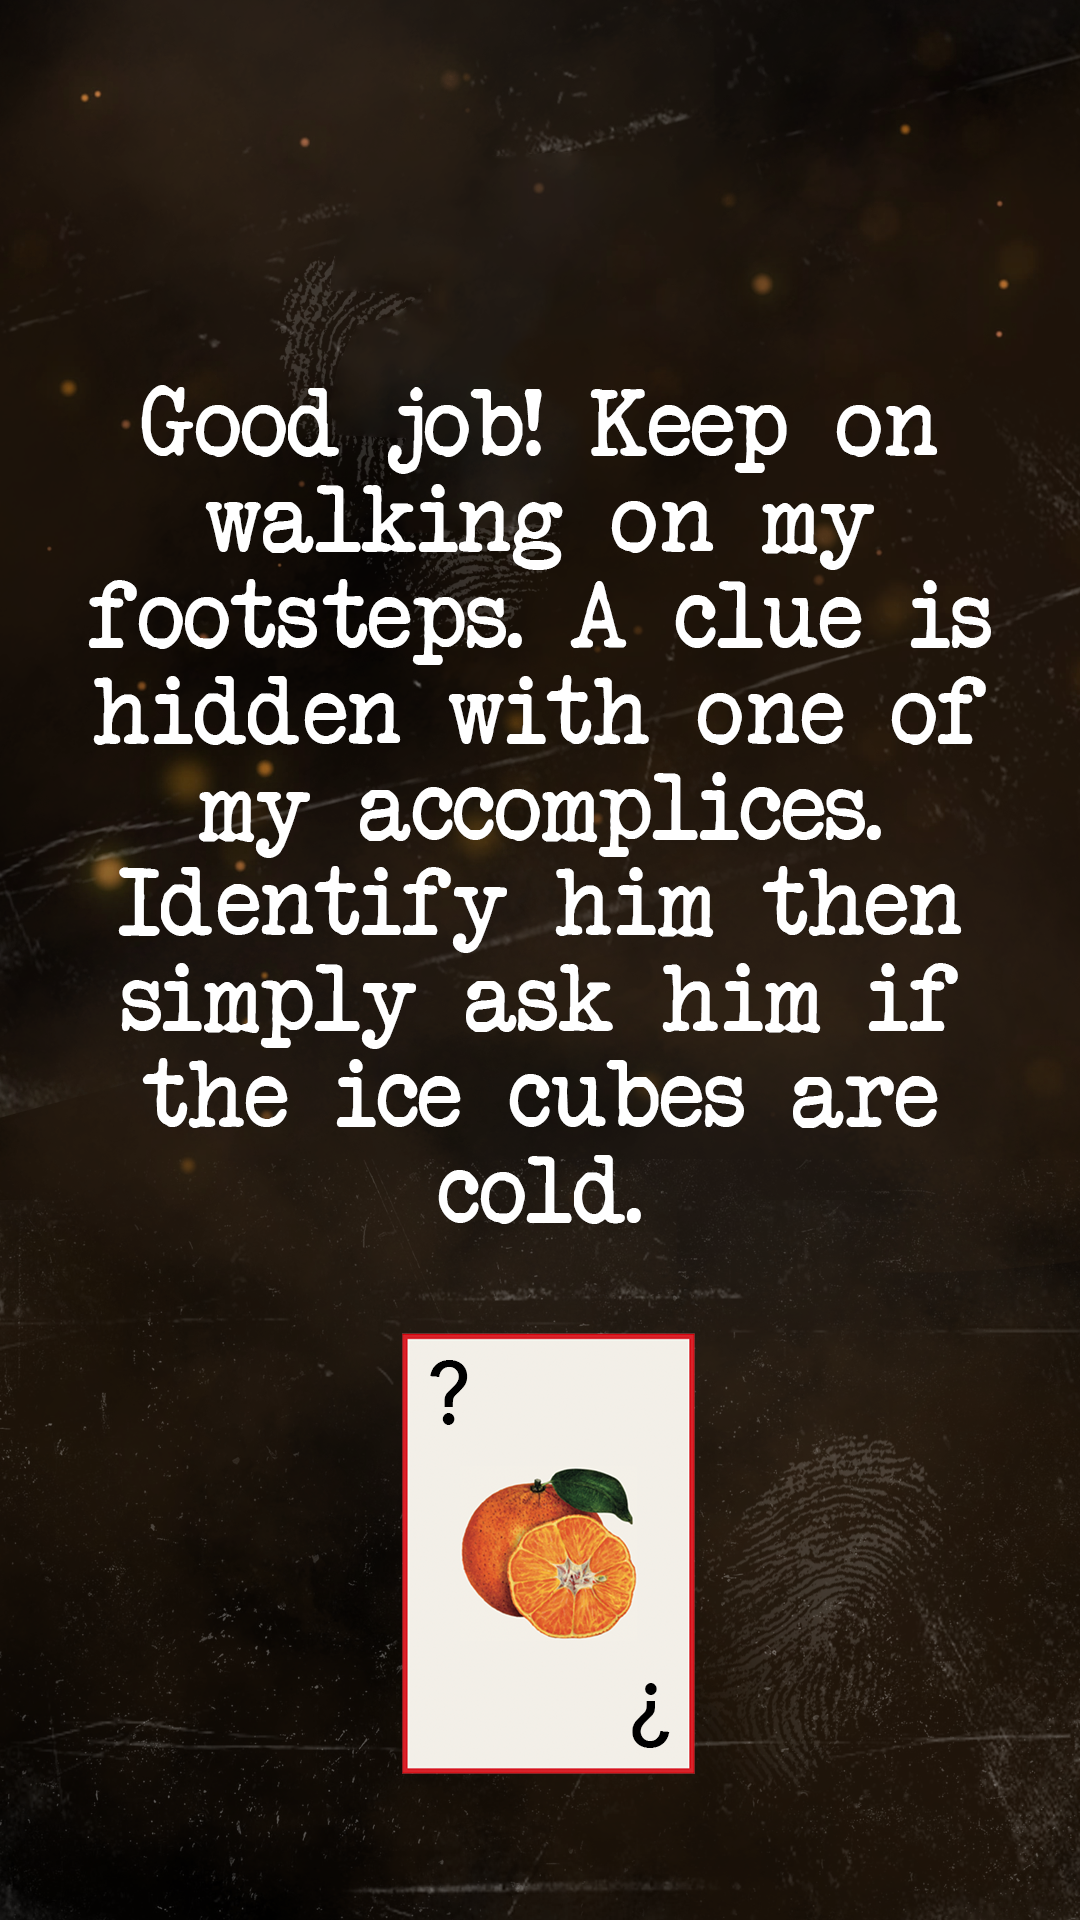 Good job! Keep on
walking on my
footsteps. A clue is
hidden with one of
my accomplices.
Identify him then
simply ask him if
the ice cubes are
cold.
?
?